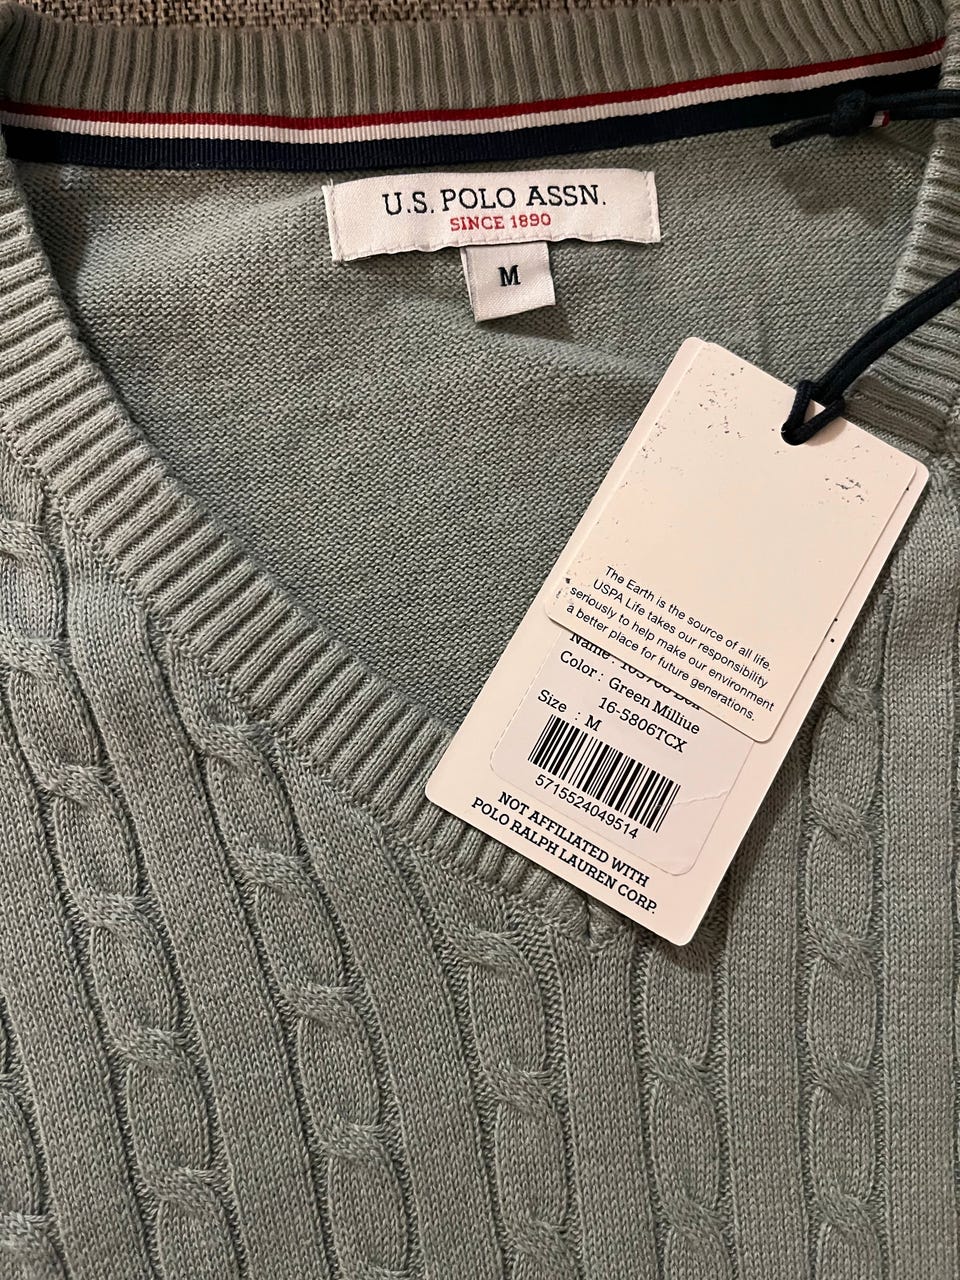 U.S. POLO ASSN.
SINCE 1890
M
The Earth is the source of all life.
USPA Life takes our responsibility
seriously to help make our environment
a better place for future generations.
Name :
Color : Green Milliue
16-5806TCX
Size : M
5715524049514
NOT AFFILIATED WITH
POLO RALPH LAUREN CORP.